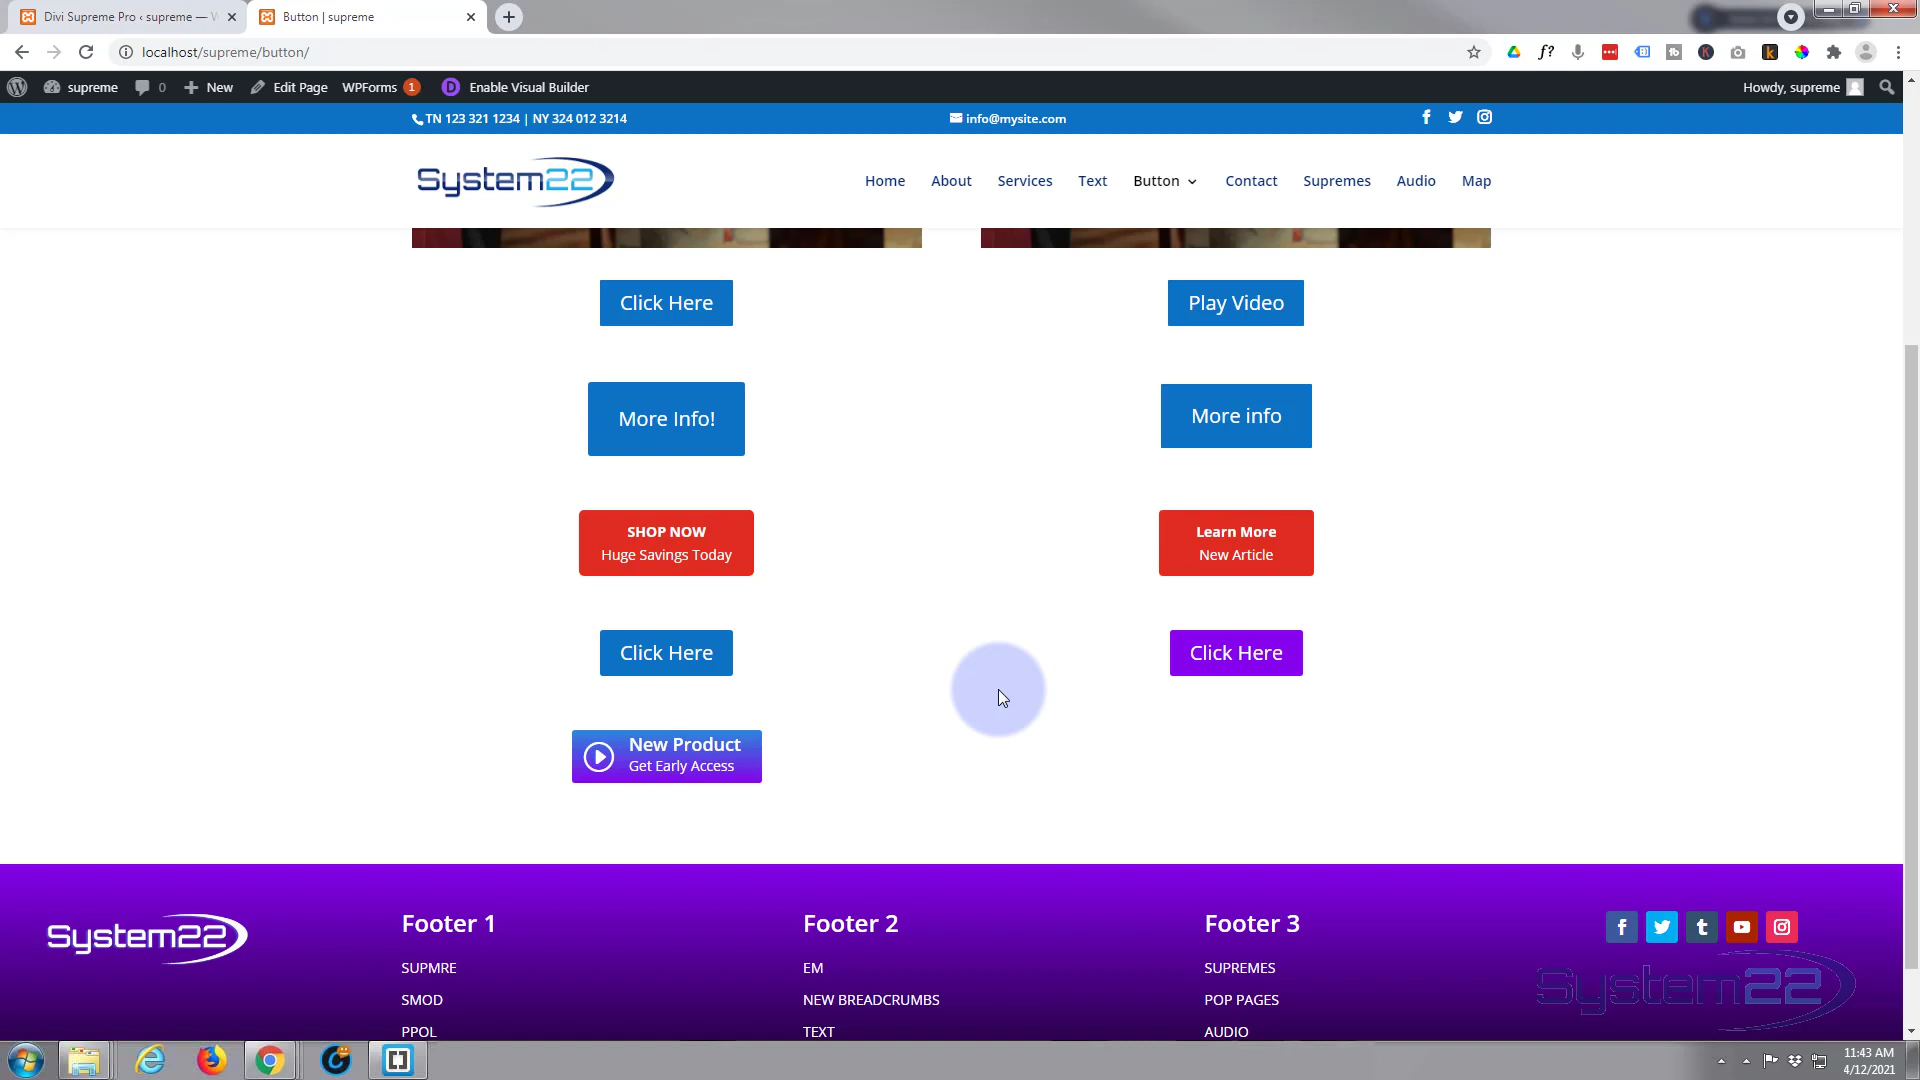 Divi Supreme Pro ‹ supreme — W
Button | supreme
localhost/supreme/button/
f?
supreme
0
New
Edit Page
WPForms 1
D Enable Visual Builder
Howdy, supreme
TN 123 321 1234 | NY 324 012 3214
info@mysite.com
System22
Home
About
Services
Text
Button
Contact
Supremes
Audio
Map
Click Here
Play Video
More Info!
More info
SHOP NOW
Huge Savings Today
Learn More
New Article
Click Here
Click Here
New Product
Get Early Access
System22
Footer 1
SUPMRE
SMOD
PPOL
Footer 2
EM
NEW BREADCRUMBS
TEXT
Footer 3
SUPREMES
POP PAGES
AUDIO
System22
11:43 AM
4/12/2021